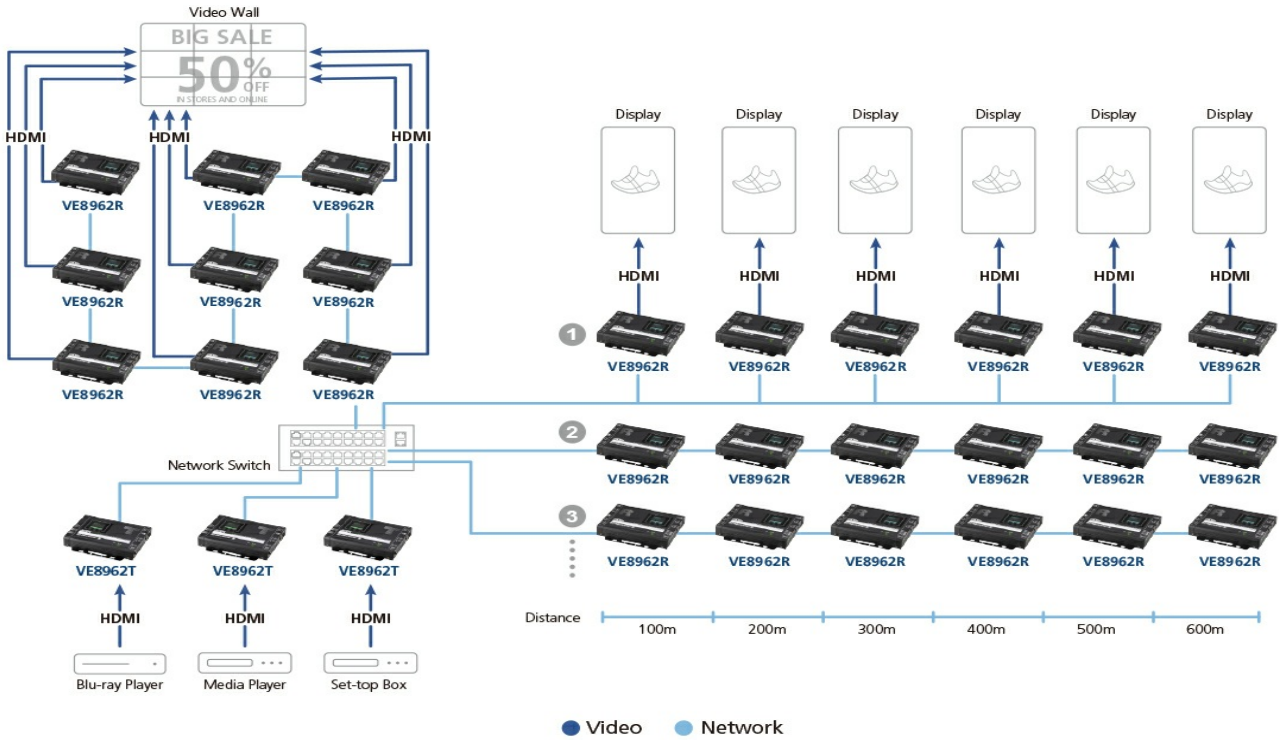 Video Wall
BIG SALE
50% OFF
IN STORES AND ONLINE
HDMI HDMI HDMI
VE8962R VE8962R VE8962R
VE8962R VE8962R VE8962R
VE8962R VE8962R VE8962R
Network Switch
VE8962T VE8962T VE8962T
HDMI HDMI HDMI
Blu-ray Player Media Player Set-top Box
Display Display Display Display Display Display
HDMI HDMI HDMI HDMI HDMI HDMI
1
VE8962R VE8962R VE8962R VE8962R VE8962R VE8962R
2
VE8962R VE8962R VE8962R VE8962R VE8962R VE8962R
3
VE8962R VE8962R VE8962R VE8962R VE8962R VE8962R
Distance
100m 200m 300m 400m 500m 600m
Video Network